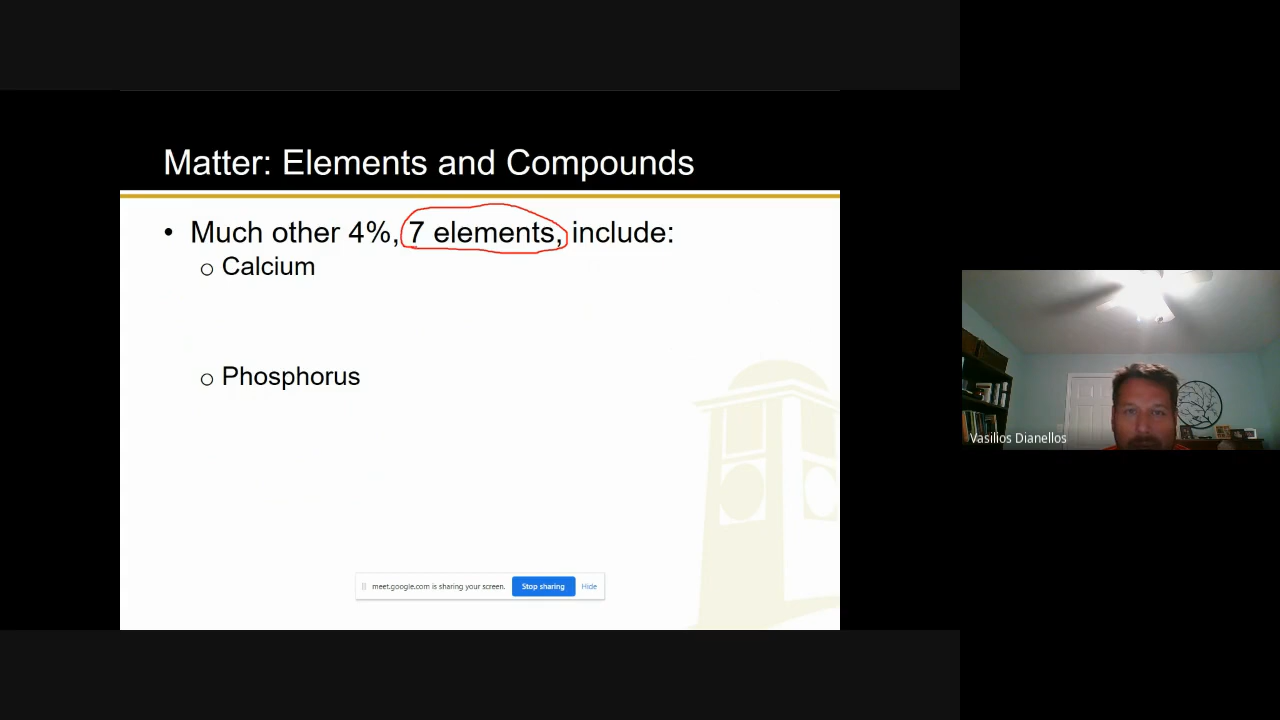 Matter: Elements and Compounds
• Much other 4%, 7 elements, include:
o Calcium
o Phosphorus
meet.google.com is sharing your screen. Stop sharing Hide
Vasilios Dianellos